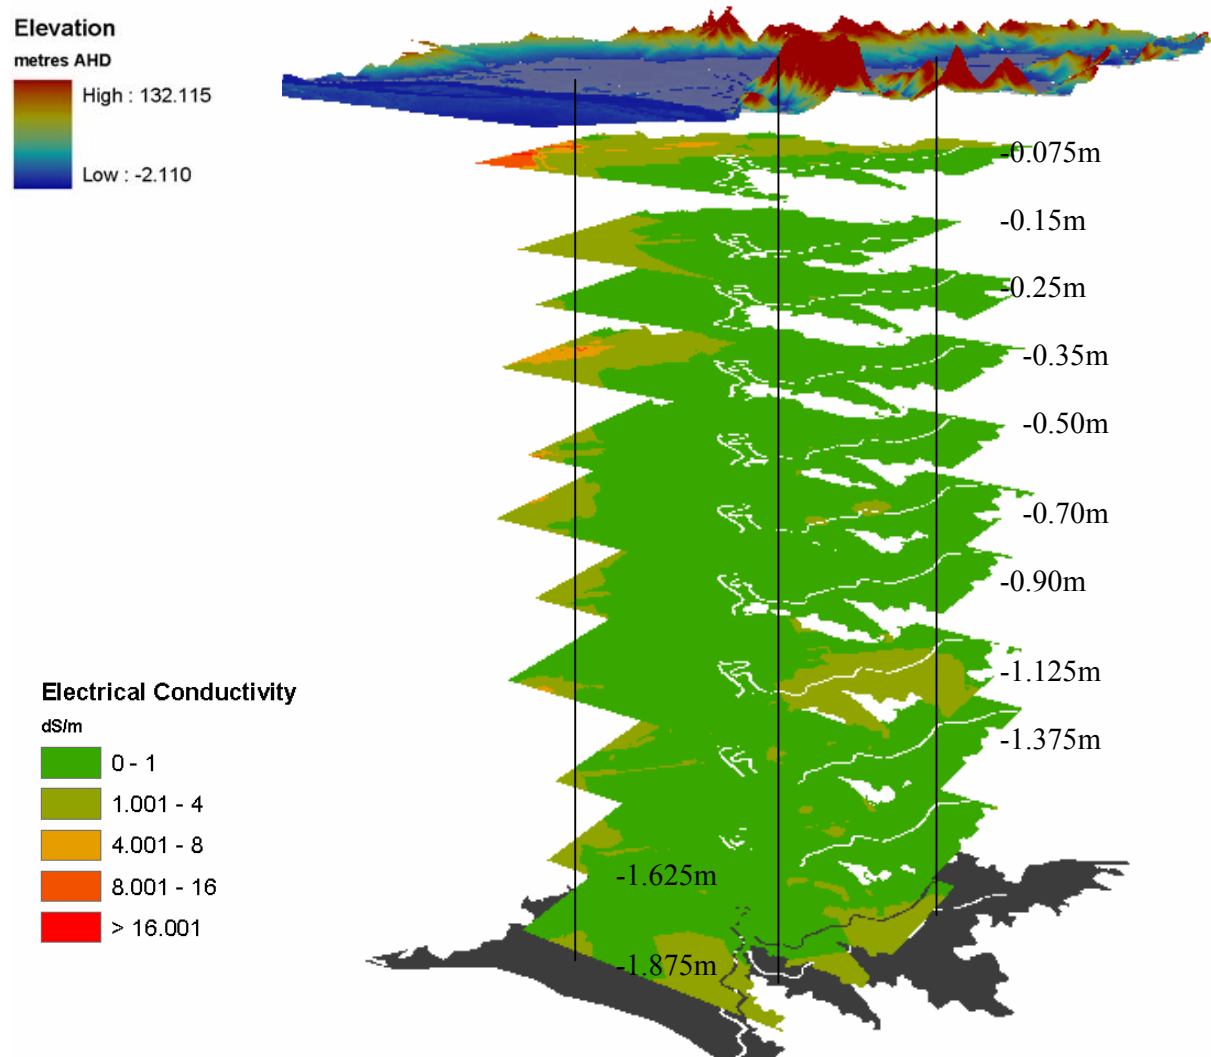 Elevation
metres AHD
High : 132.115
Low : -2.110
-0.075m
-0.15m
-0.25m
-0.35m
-0.50m
-0.70m
-0.90m
-1.125m
-1.375m
-1.625m
-1.875m
Electrical Conductivity
dS/m
0 - 1
1.001 - 4
4.001 - 8
8.001 - 16
> 16.001